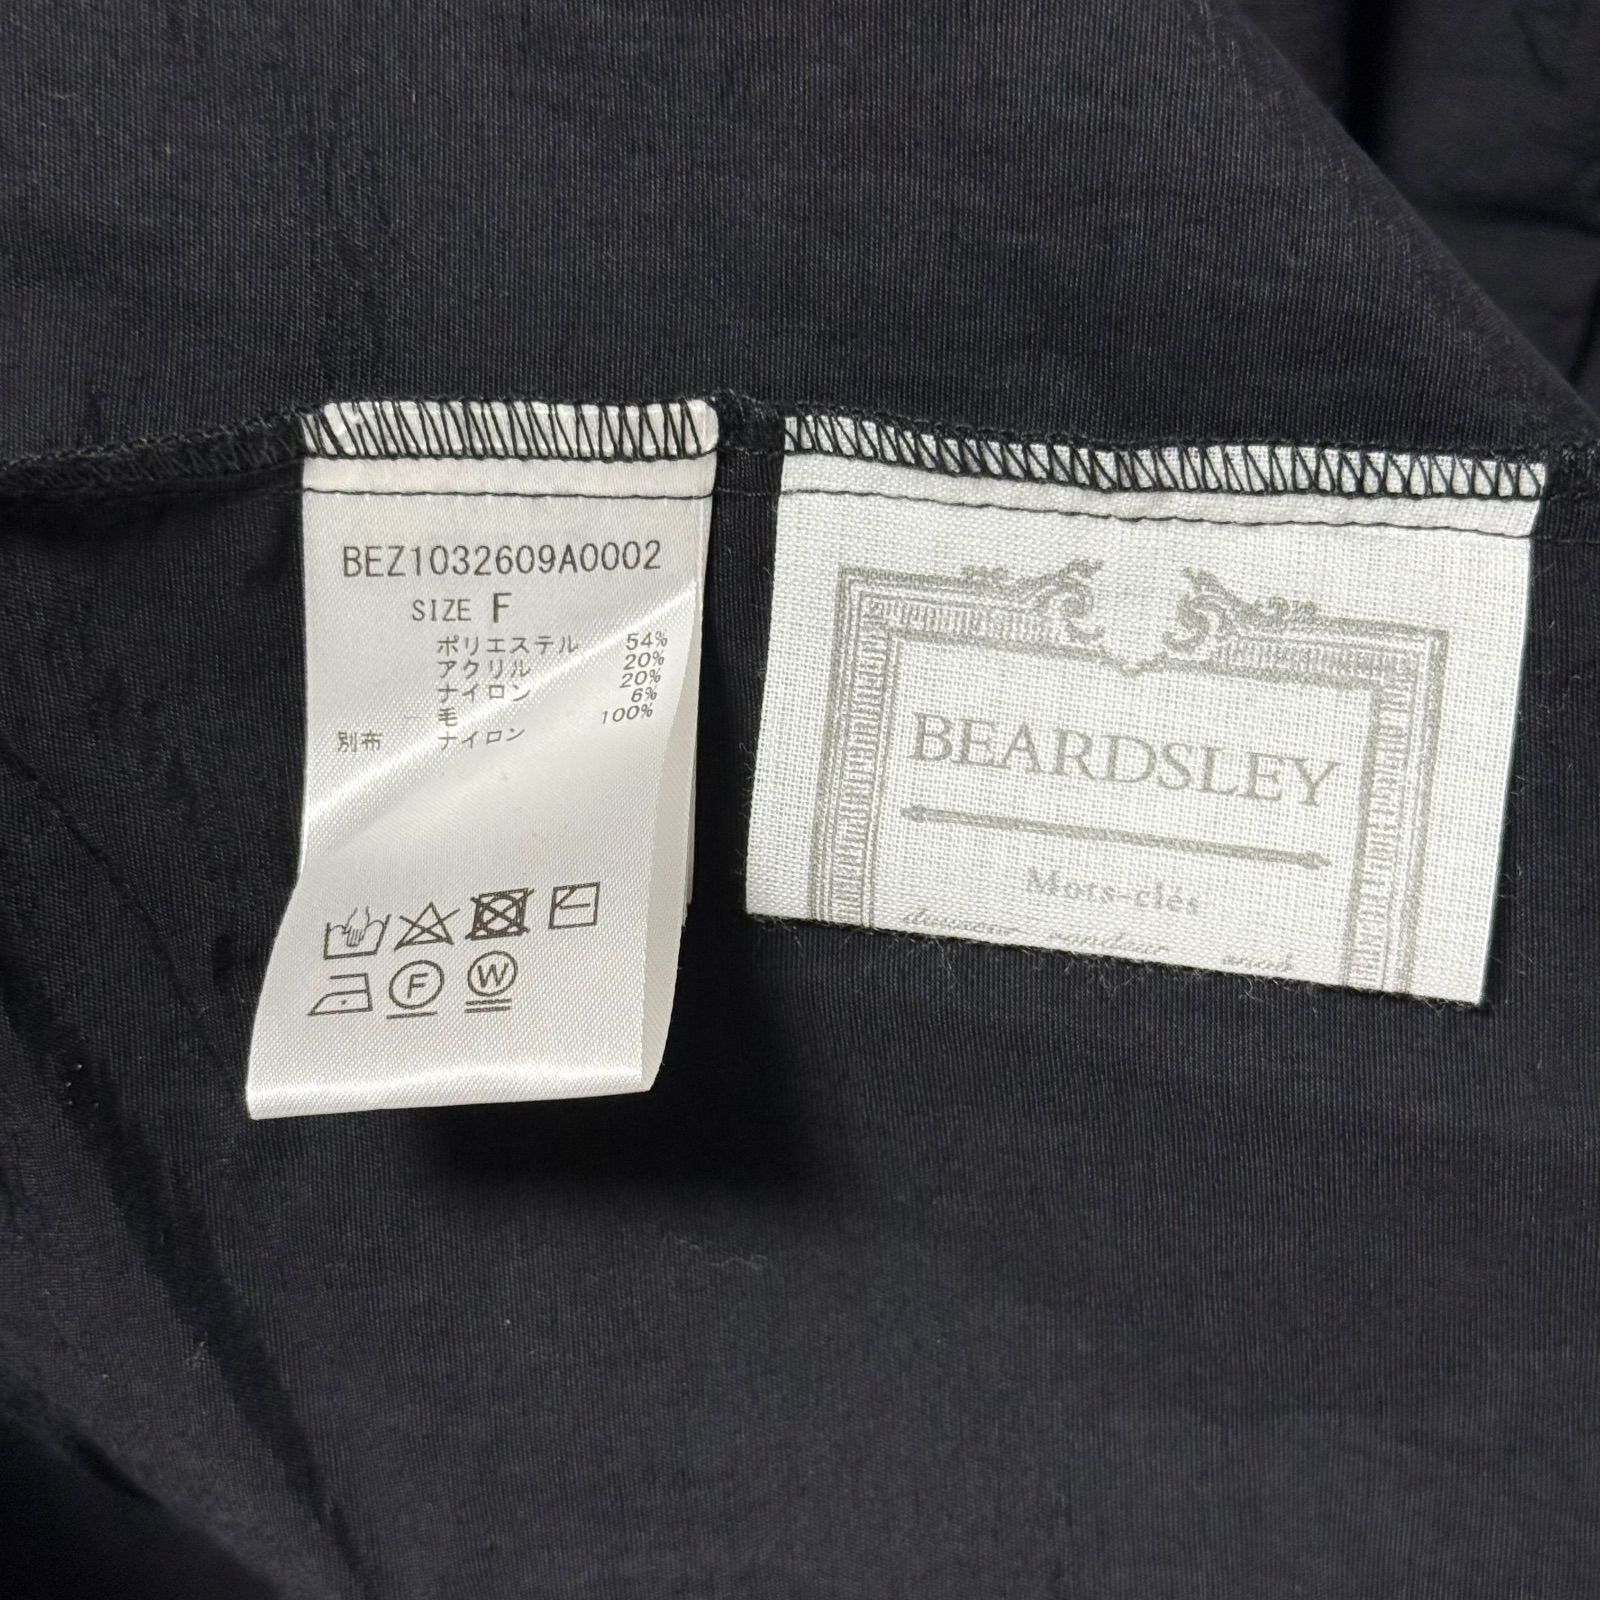 BEZ1032609A0002
SIZE F
ポリエステル 54%
アクリル 20%
ナイロン 20%
毛 6%
別布 ナイロン 100%
F
W
BEARDSLEY
Mots-clés